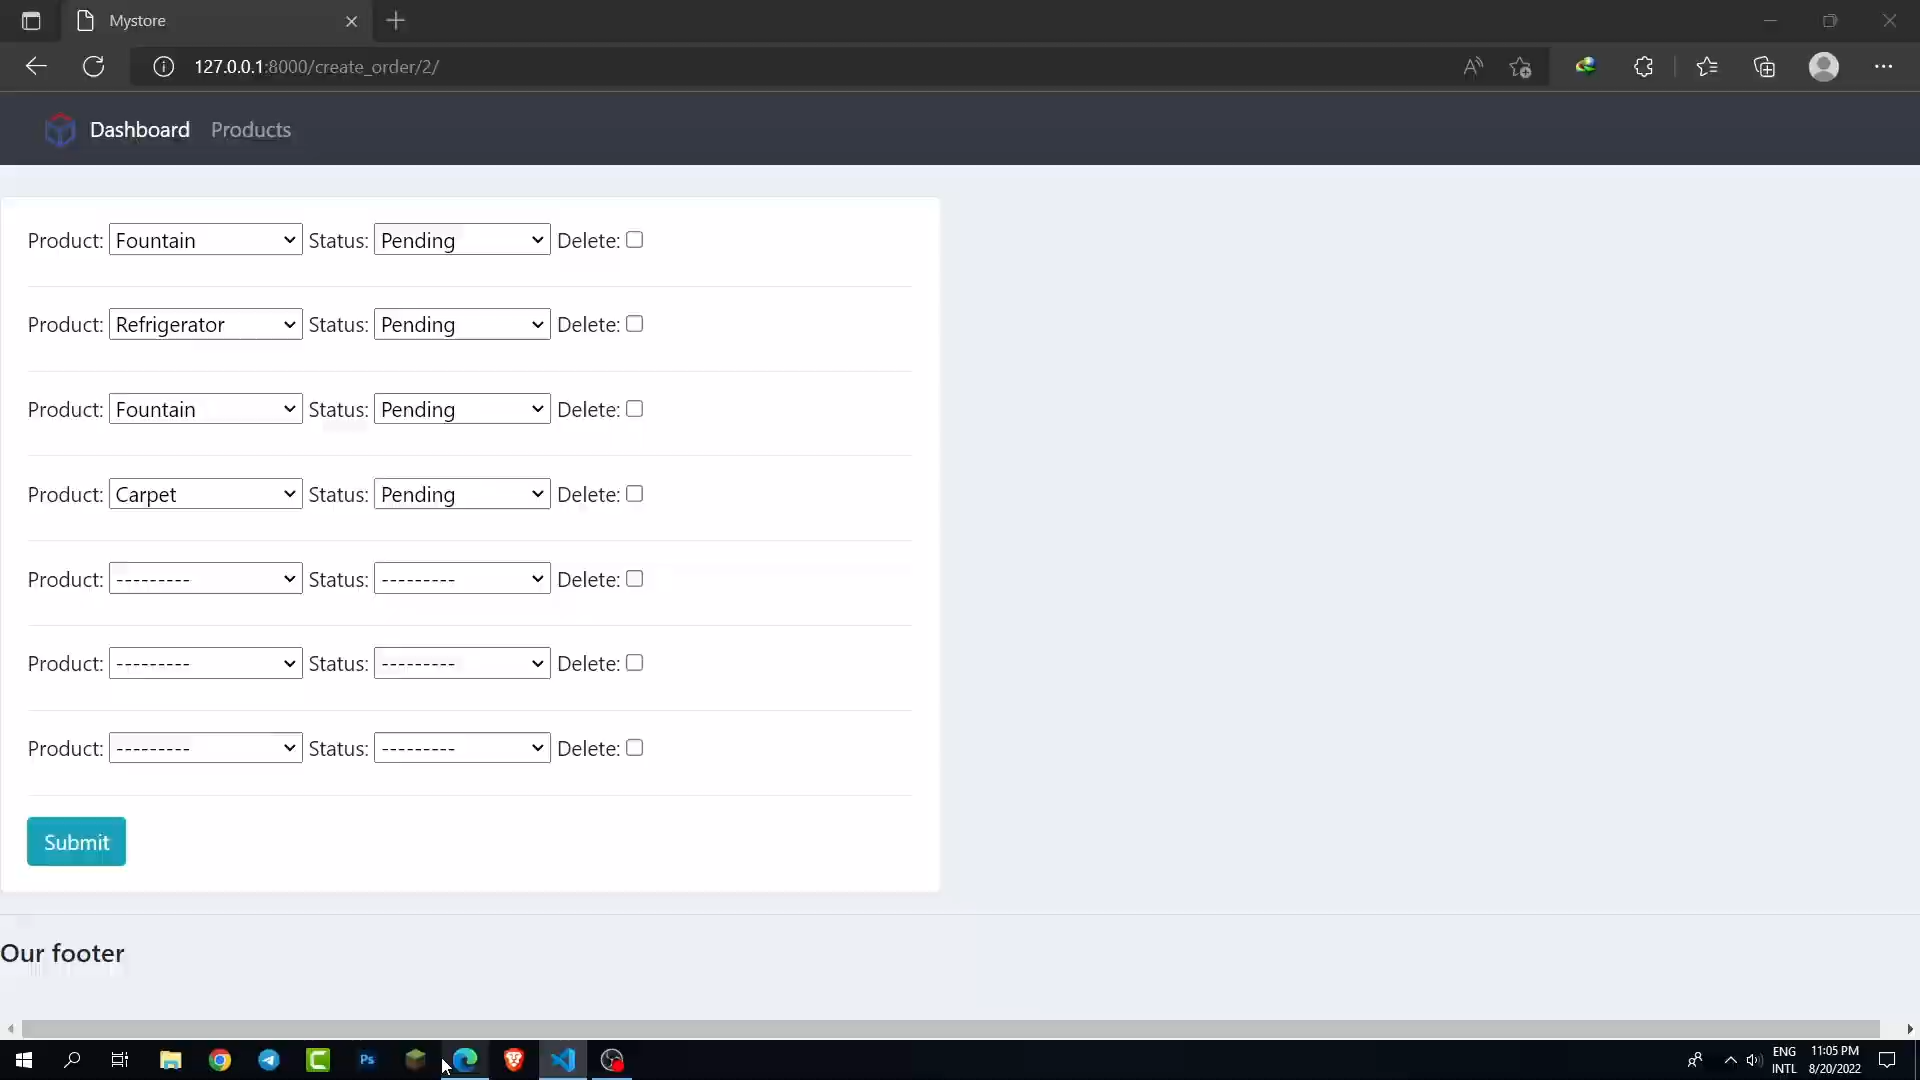 Mystore
127.0.0.1:8000/create_order/2/
Dashboard Products
Product: Fountain Status: Pending Delete:
Product: Refrigerator Status: Pending Delete:
Product: Fountain Status: Pending Delete:
Product: Carpet Status: Pending Delete:
Product: --------- Status: --------- Delete:
Product: --------- Status: --------- Delete:
Product: --------- Status: --------- Delete:
Submit
Our footer
Ps
ENG 11:05 PM
INTL 8/20/2022